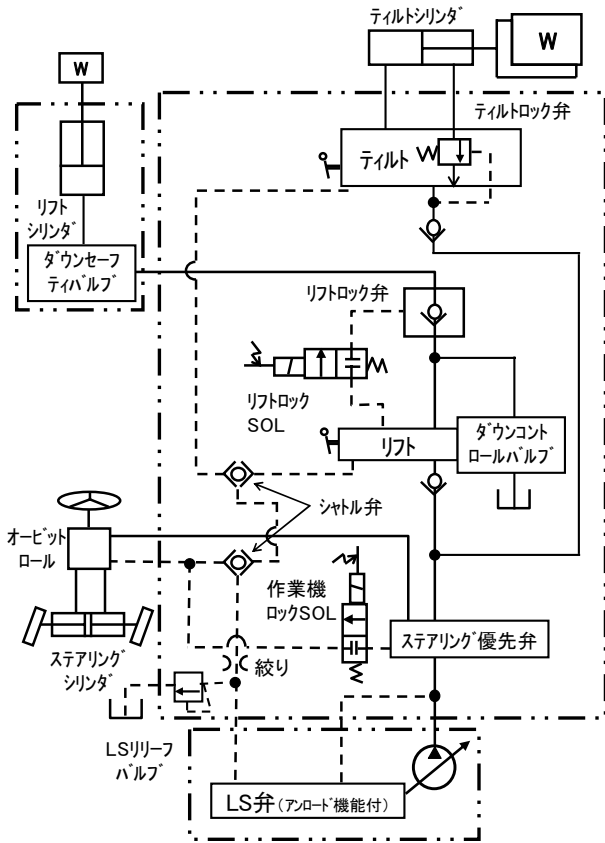 ティルトシリンダ
W
W
ティルトロック弁
ティルト
リフト
シリンダ
ダウンセーフ
ティバルブ
リフトロック弁
リフトロック
SOL
リフト
ダウンコント
ロールバルブ
シャトル弁
オービット
ロール
作業機
ロックSOL
ステアリング優先弁
ステアリング
シリンダ
絞り
LSリリーフ
バルブ
LS弁(アンロード機能付)